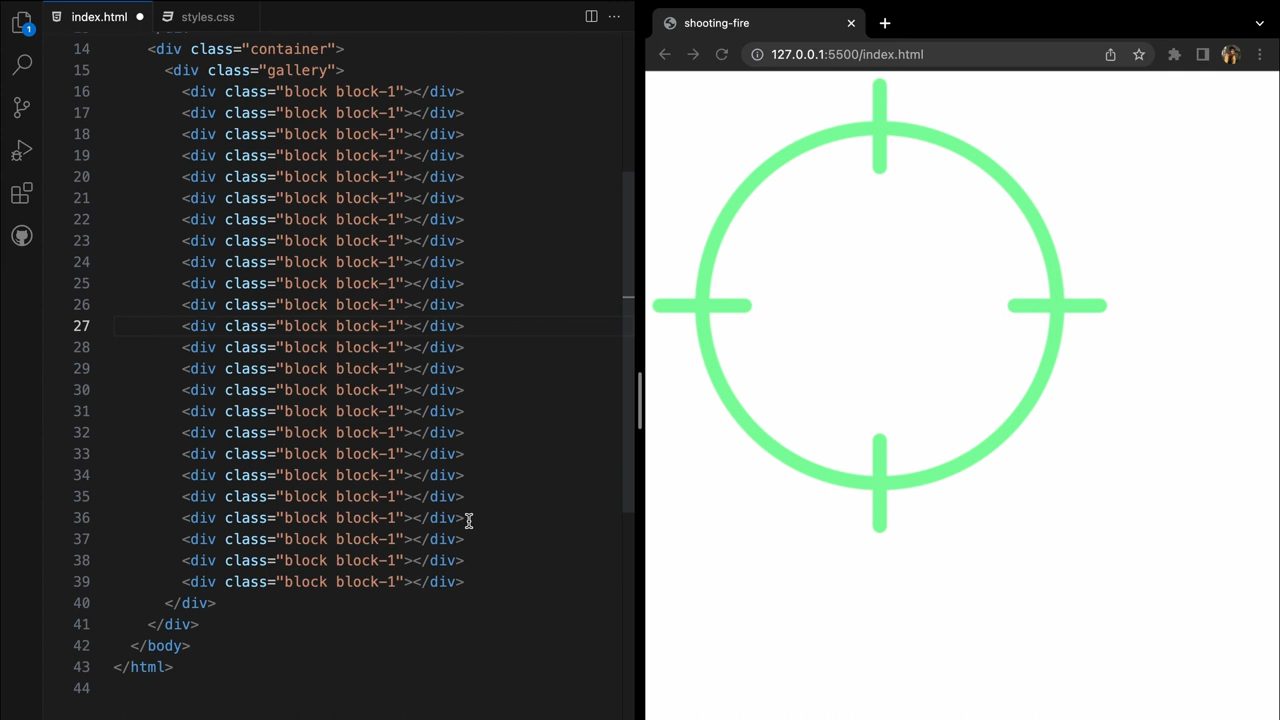 index.html
styles.css
1
14 <div class="container">
15 <div class="gallery">
16 <div class="block block-1"></div>
17 <div class="block block-1"></div>
18 <div class="block block-1"></div>
19 <div class="block block-1"></div>
20 <div class="block block-1"></div>
21 <div class="block block-1"></div>
22 <div class="block block-1"></div>
23 <div class="block block-1"></div>
24 <div class="block block-1"></div>
25 <div class="block block-1"></div>
26 <div class="block block-1"></div>
27 <div class="block block-1"></div>
28 <div class="block block-1"></div>
29 <div class="block block-1"></div>
30 <div class="block block-1"></div>
31 <div class="block block-1"></div>
32 <div class="block block-1"></div>
33 <div class="block block-1"></div>
34 <div class="block block-1"></div>
35 <div class="block block-1"></div>
36 <div class="block block-1"></div>
37 <div class="block block-1"></div>
38 <div class="block block-1"></div>
39 <div class="block block-1"></div>
40 </div>
41 </div>
42 </body>
43 </html>
44
shooting-fire
127.0.0.1:5500/index.html